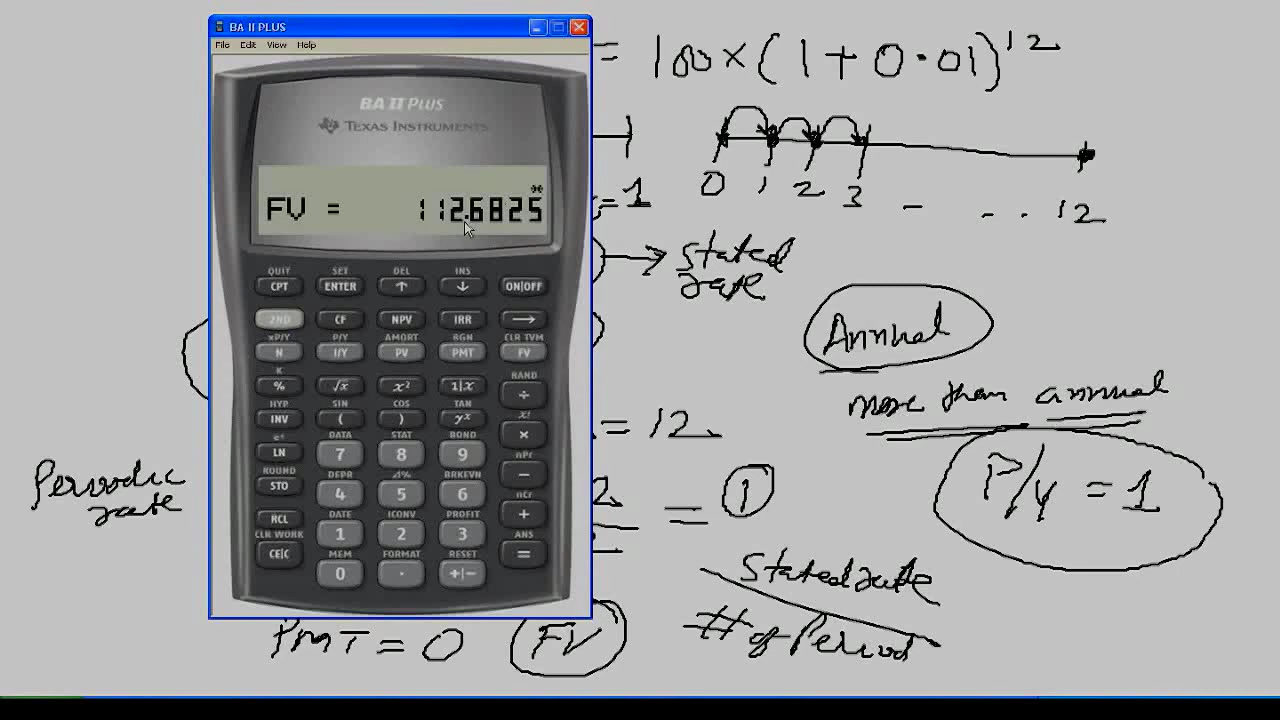 BA II PLUS
File Edit View Help
BA II PLUS
TEXAS INSTRUMENTS
FV = 112.6825
**
QUIT SET DEL INS
CPT ENTER ↑ ↓ ON|OFF
2ND CF NPV IRR →
xP/Y P/Y AMORT BGN CLR TVM
N I/Y PV PMT FV
K RAND
% √x x² 1|x ÷
HYP SIN COS TAN x!
INV ( ) yˣ ×
eˣ DATA STAT BOND nPr
LN 7 8 9 −
ROUND DEPR Δ% BRKEVN nCr
STO 4 5 6 +
DATE ICONV PROFIT
RCL 1 2 3
CLR WORK MEM FORMAT RESET ANS
CE|C 0 . +|− =
= 100 × (1 + 0.01)¹²
0 1 2 3 - - . . 12
= 1
→ Stated
rate
Annual
more than annual
P/Y = 1
= 12
2 = 1
Stated rate
# of Period
Periodic
rate
PMT = 0 FV